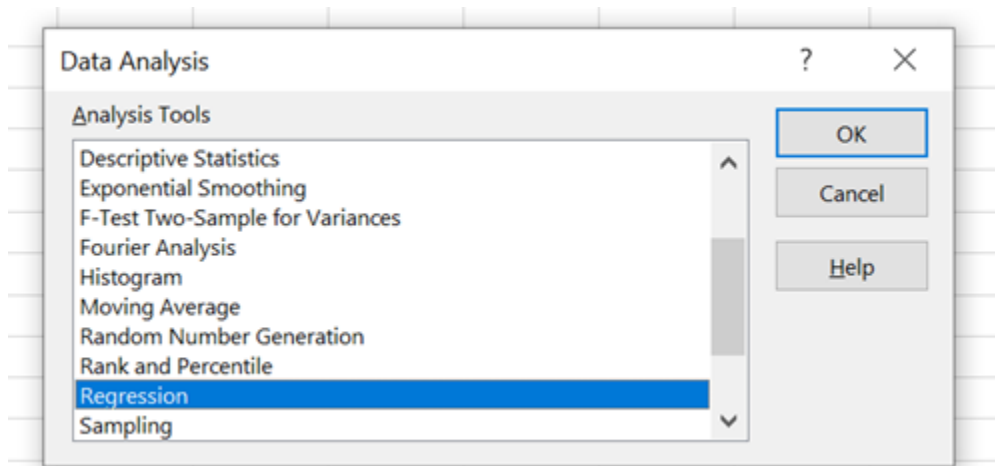 Data Analysis
?
Analysis Tools
OK
Descriptive Statistics
Exponential Smoothing
Cancel
F-Test Two-Sample for Variances
Fourier Analysis
Help
Histogram
Moving Average
Random Number Generation
Rank and Percentile
Regression
Sampling